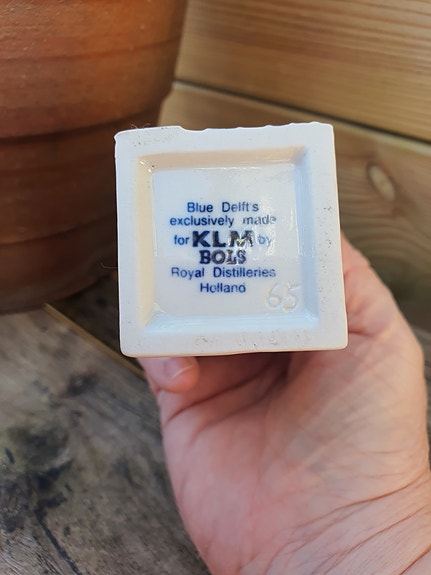 Blue Delft's
exclusively made
for KLM by
BOLS
Royal Distilleries
Holland
65